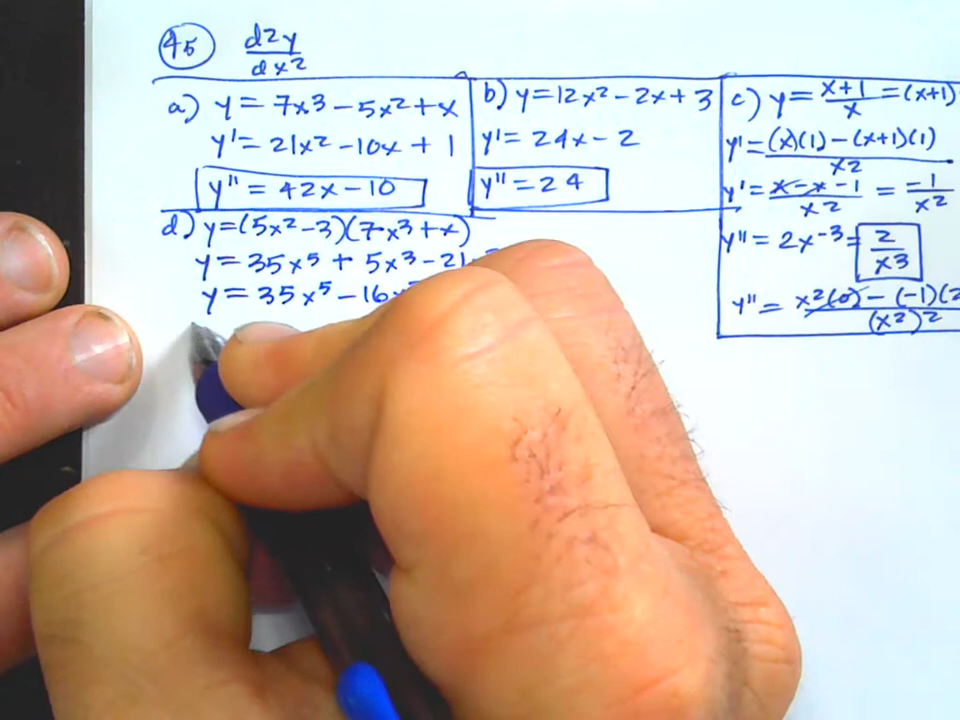 45 d2y/dx2
a) y = 7x3 - 5x2 + x
y' = 21x2 - 10x + 1
y'' = 42x - 10
b) y = 12x2 - 2x + 3
y' = 24x - 2
y'' = 24
c) y = x+1/x = (x+1)
y' = (x)(1) - (x+1)(1)/x2
y' = x - x - 1/x2 = -1/x2
y'' = 2x-3 = 2/x3
y'' = x2(0) - (-1)(2/(x2)2
d) y = (5x2 - 3)(7x3 + x)
y = 35x5 + 5x3 - 21
y = 35x5 - 16x